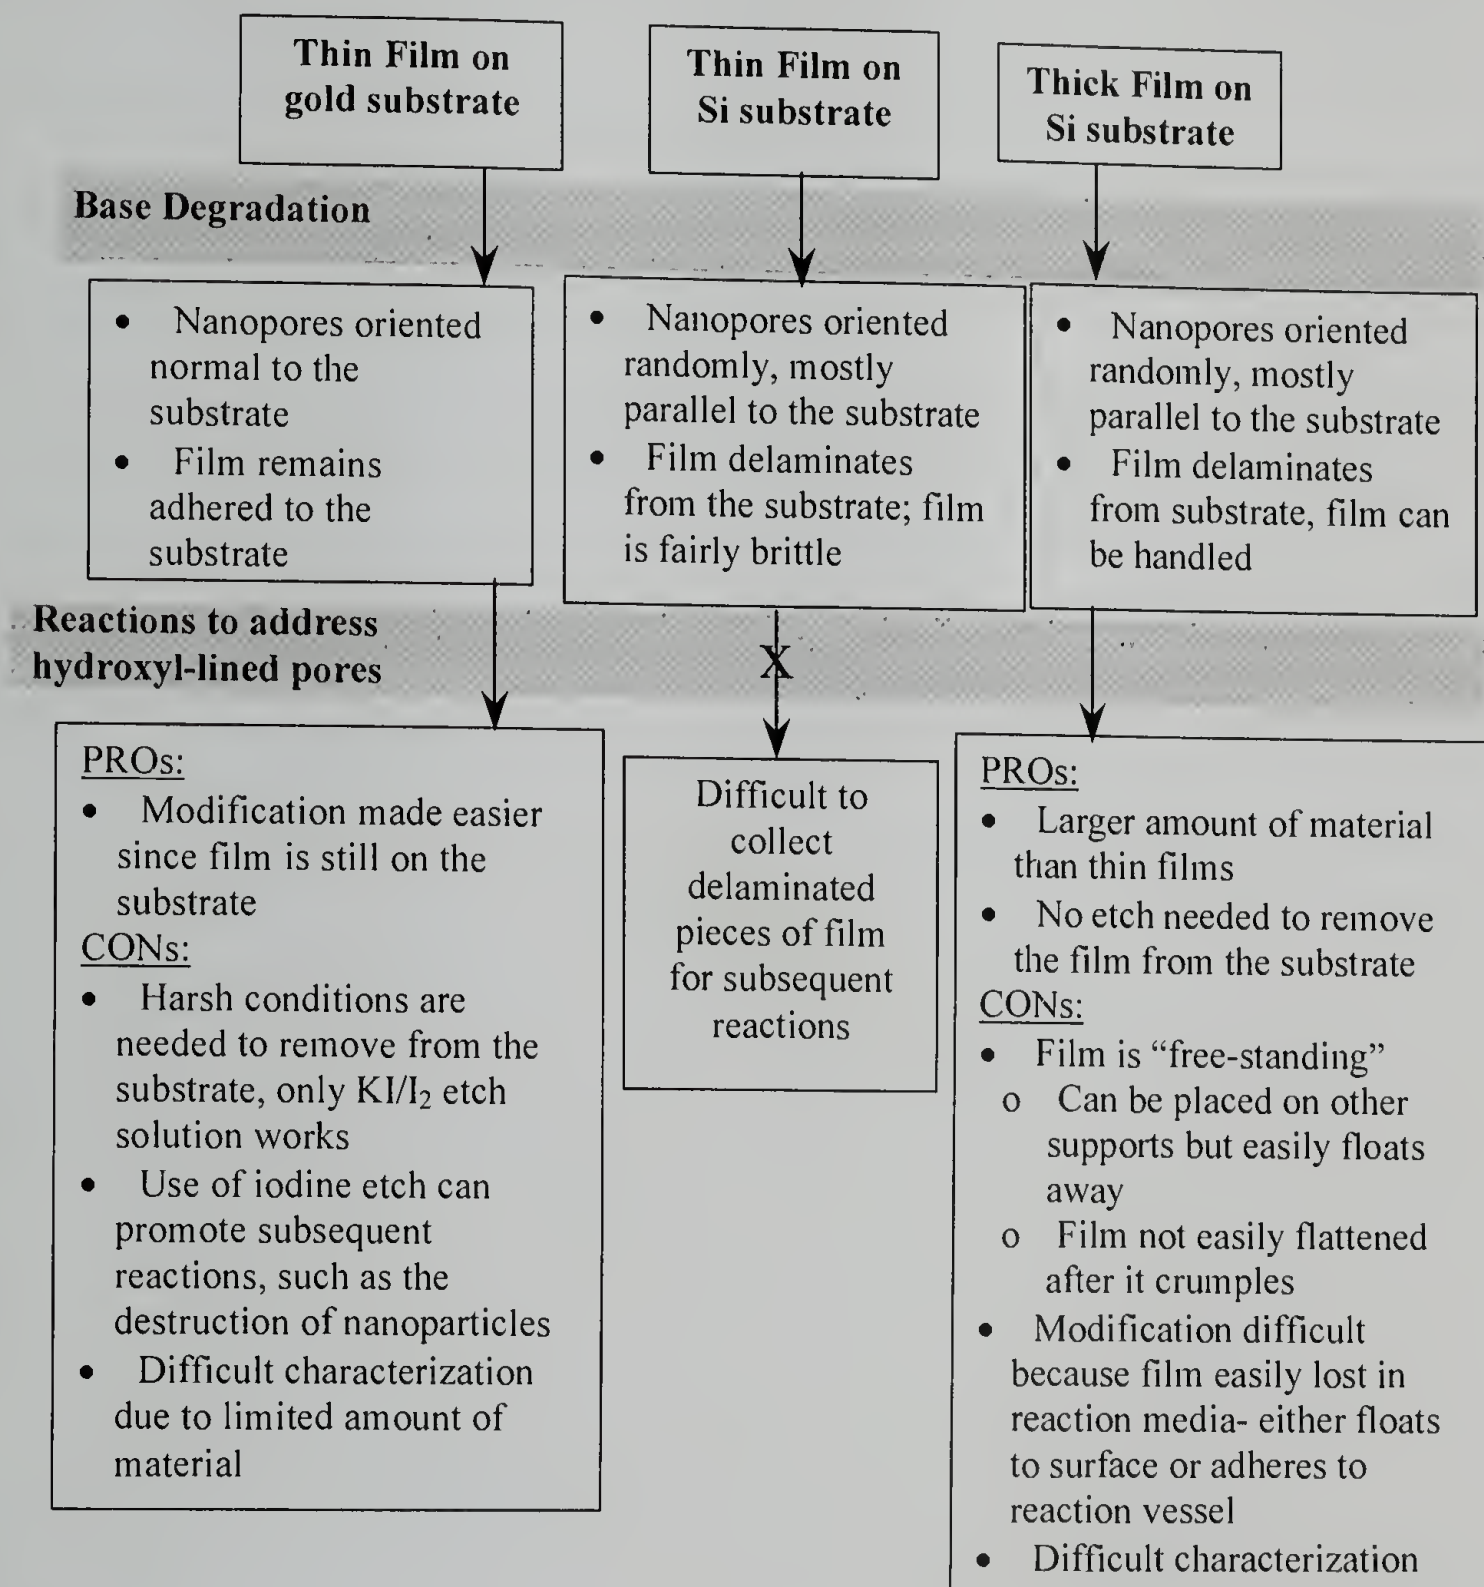 Thin Film on
gold substrate
Thin Film on
Si substrate
Thick Film on
Si substrate
Base Degradation
• Nanopores oriented
normal to the
substrate
• Film remains
adhered to the
substrate
• Nanopores oriented
randomly, mostly
parallel to the substrate
• Film delaminates
from the substrate; film
is fairly brittle
• Nanopores oriented
randomly, mostly
parallel to the substrate
• Film delaminates
from substrate, film can
be handled
Reactions to address
hydroxyl-lined pores
X
PROs:
• Modification made easier
since film is still on the
substrate
CONs:
• Harsh conditions are
needed to remove from the
substrate, only KI/I₂ etch
solution works
• Use of iodine etch can
promote subsequent
reactions, such as the
destruction of nanoparticles
• Difficult characterization
due to limited amount of
material
Difficult to
collect
delaminated
pieces of film
for subsequent
reactions
PROs:
• Larger amount of material
than thin films
• No etch needed to remove
the film from the substrate
CONs:
• Film is “free-standing”
o Can be placed on other
supports but easily floats
away
o Film not easily flattened
after it crumples
• Modification difficult
because film easily lost in
reaction media- either floats
to surface or adheres to
reaction vessel
• Difficult characterization